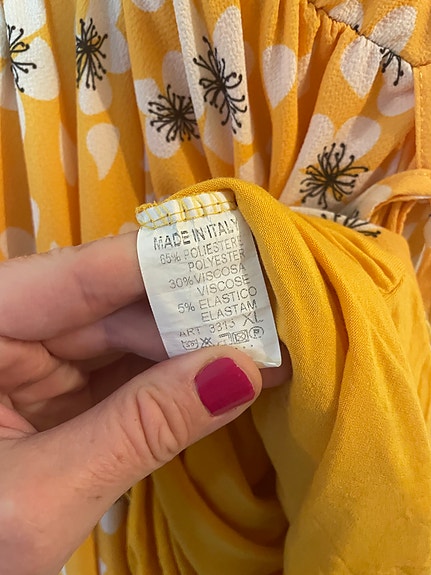 MADE IN ITALY
65% POLIESTERE
POLYESTER
30% VISCOSA
VISCOSE
5% ELASTICO
ELASTAM
ART 3313 XL